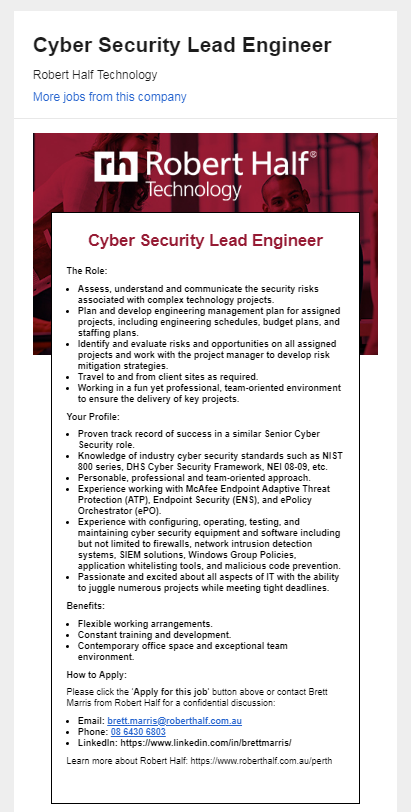 Cyber Security Lead Engineer
Robert Half Technology
More jobs from this company
rh Robert Half®
Technology
Cyber Security Lead Engineer
The Role:
• Assess, understand and communicate the security risks
associated with complex technology projects.
• Plan and develop engineering management plan for assigned
projects, including engineering schedules, budget plans, and
staffing plans.
• Identify and evaluate risks and opportunities on all assigned
projects and work with the project manager to develop risk
mitigation strategies.
• Travel to and from client sites as required.
• Working in a fun yet professional, team-oriented environment
to ensure the delivery of key projects.
Your Profile:
• Proven track record of success in a similar Senior Cyber
Security role.
• Knowledge of industry cyber security standards such as NIST
800 series, DHS Cyber Security Framework, NEI 08-09, etc.
• Personable, professional and team-oriented approach.
• Experience working with McAfee Endpoint Adaptive Threat
Protection (ATP), Endpoint Security (ENS), and ePolicy
Orchestrator (ePO).
• Experience with configuring, operating, testing, and
maintaining cyber security equipment and software including
but not limited to firewalls, network intrusion detection
systems, SIEM solutions, Windows Group Policies,
application whitelisting tools, and malicious code prevention.
• Passionate and excited about all aspects of IT with the ability
to juggle numerous projects while meeting tight deadlines.
Benefits:
• Flexible working arrangements.
• Constant training and development.
• Contemporary office space and exceptional team
environment.
How to Apply:
Please click the 'Apply for this job' button above or contact Brett
Marris from Robert Half for a confidential discussion:
• Email: brett.marris@roberthalf.com.au
• Phone: 08 6430 6803
• LinkedIn: https://www.linkedin.com/in/brettmarris/
Learn more about Robert Half: https://www.roberthalf.com.au/perth